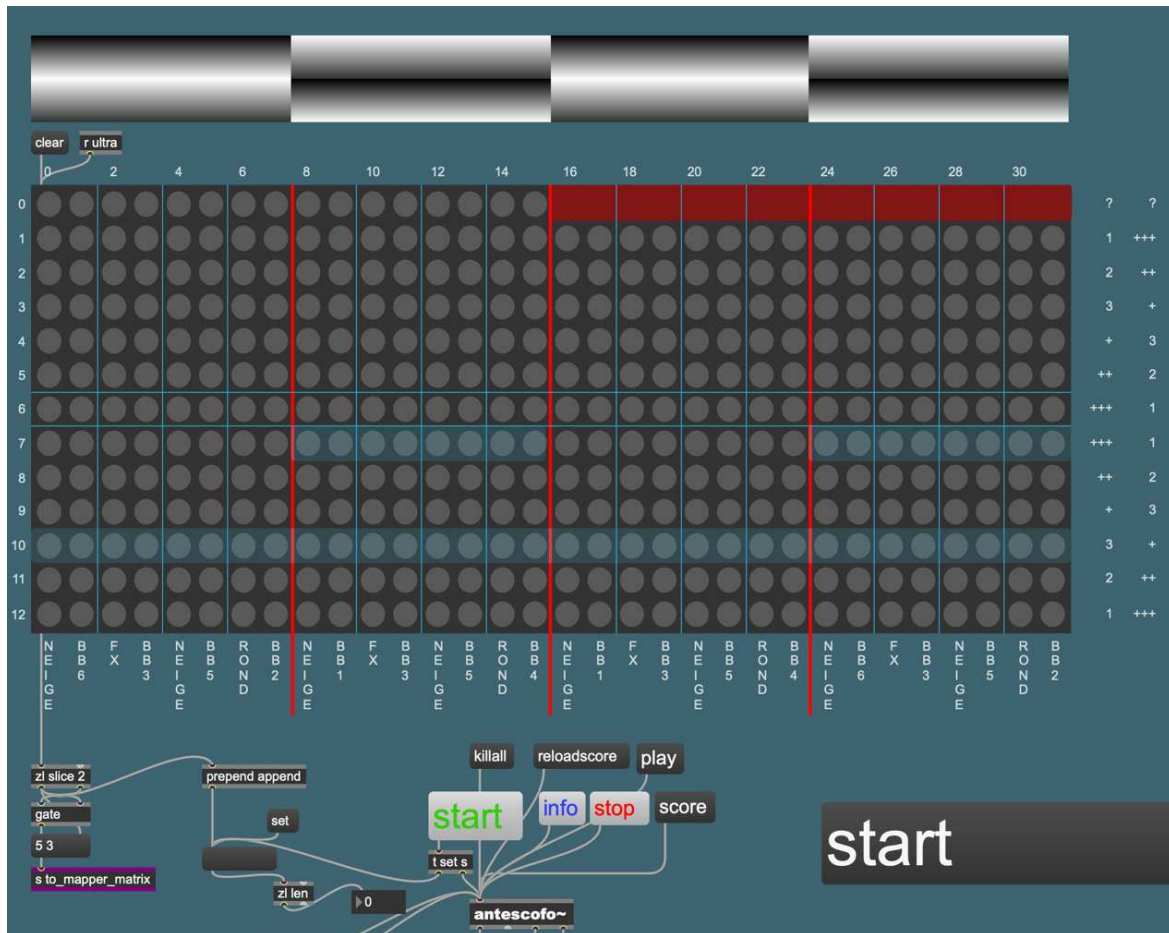 clear r ultra
0 2 4 6 8 10 12 14 16 18 20 22 24 26 28 30
0 ? ?
1 1 +++
2 2 ++
3 3 +
4 + 3
5 ++ 2
6 +++ 1
7 +++ 1
8 ++ 2
9 + 3
10 3 +
11 2 ++
12 1 +++
NEIGE BB6 FX BB3 NEIGE BB5 ROND BB2 NEIGE BB1 FX BB3 NEIGE BB5 ROND BB4 NEIGE BB1 FX BB3 NEIGE BB5 ROND BB4 NEIGE BB6 FX BB3 NEIGE BB5 ROND BB2
killall reloadscore play
zl slice 2 prepend append
start info stop score
gate set
5 3
start
t set s
s to_mapper_matrix
zl len
0
antescofo~